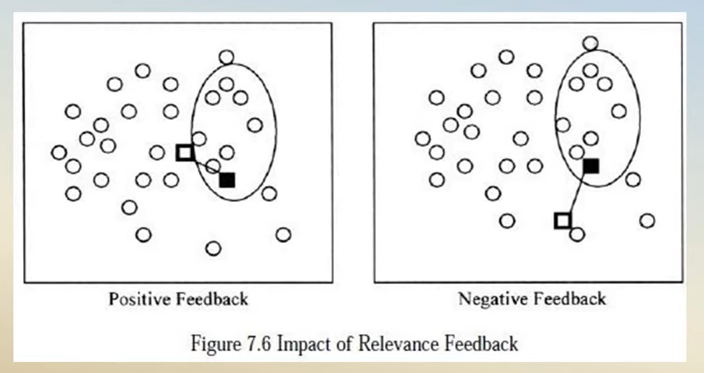 Positive Feedback
Negative Feedback
Figure 7.6 Impact of Relevance Feedback